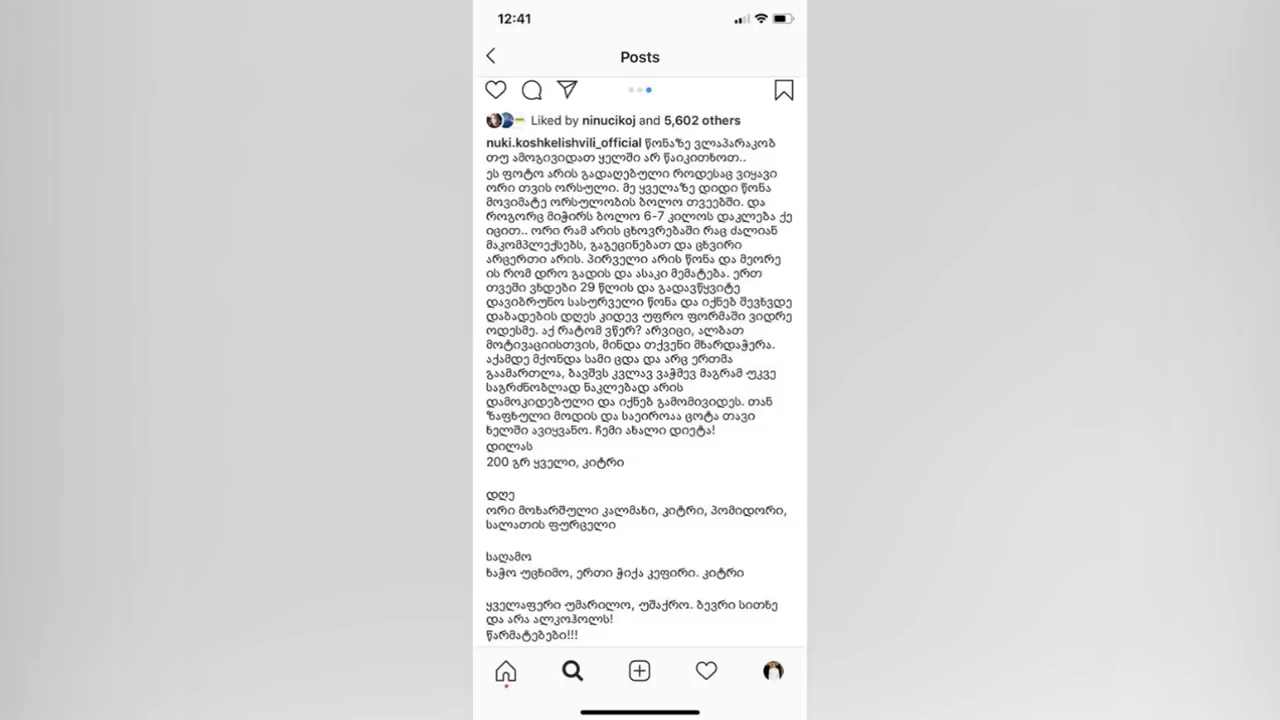 12:41
Posts
Liked by ninucikoj and 5,602 others
nuki.koshkelishvili_official წონაზე ვლაპარაკობ
თუ ამოგივიდათ ყელში არ წაიკითხოთ..
ეს ფოტო არის გადაღებული როდესაც ვიყავი
ორი თვის ორსული. მე ყველაზე დიდი წონა
მოვიმატე ორსულობის ბოლო თვეებში. და
როგორც მიჭირს ბოლო 6-7 კილოს დაკლება ქე
იცით.. ორი რამ არის ცხოვრებაში რაც ძალიან
მაკომპლექსებს, გაგეცინებათ და ცხვირი
არცერთი არის. პირველი არის წონა და მეორე
ის რომ დრო გადის და ასაკი მემატება. ერთ
თვეში ვხდები 29 წლის და გადავწყვიტე
დავიბრუნო სასურველი წონა და იქნებ შევხვდე
დაბადების დღეს კიდევ უფრო ფორმაში ვიდრე
ოდესმე. აქ რატომ ვწერ? არვიცი, ალბათ
მოტივაციისთვის, მინდა თქვენი მხარდაჭერა.
აქამდე მქონდა სამი ცდა და არც ერთმა
გაამართლა, ბავშვს კვლავ ვაჭმევ მაგრამ უკვე
საგრძნობლად ნაკლებად არის
დამოკიდებული და იქნებ გამომივიდეს. თან
ზაფხული მოდის და საეიროაა ცოტა თავი
ხელში ავიყვანო. ჩემი ახალი დიეტა!
დილას
200 გრ ყველი, კიტრი
დღე
ორი მოხარშული კალმახი, კიტრი, პომიდორი,
სალათის ფურცელი
საღამო
ხაჭო უცხიმო, ერთი ჭიქა კეფირი. კიტრი
ყველაფერი უმარილო, უშაქრო. ბევრი სითხე
და არა ალკოჰოლს!
წარმატებები!!!